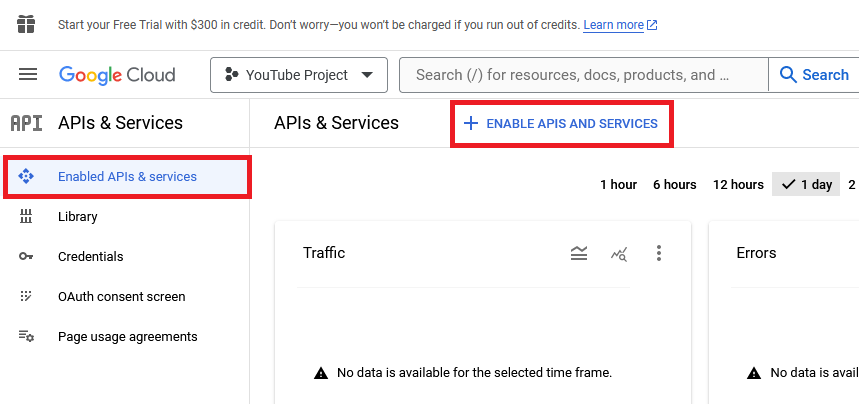 Start your Free Trial with $300 in credit. Don’t worry—you won’t be charged if you run out of credits. Learn more
Google Cloud
YouTube Project
Search (/) for resources, docs, products, and ...
Search
API
APIs & Services
APIs & Services
ENABLE APIS AND SERVICES
Enabled APIs & services
Library
Credentials
OAuth consent screen
Page usage agreements
1 hour 6 hours 12 hours 1 day 2
Traffic
Errors
No data is available for the selected time frame.
No data is avail